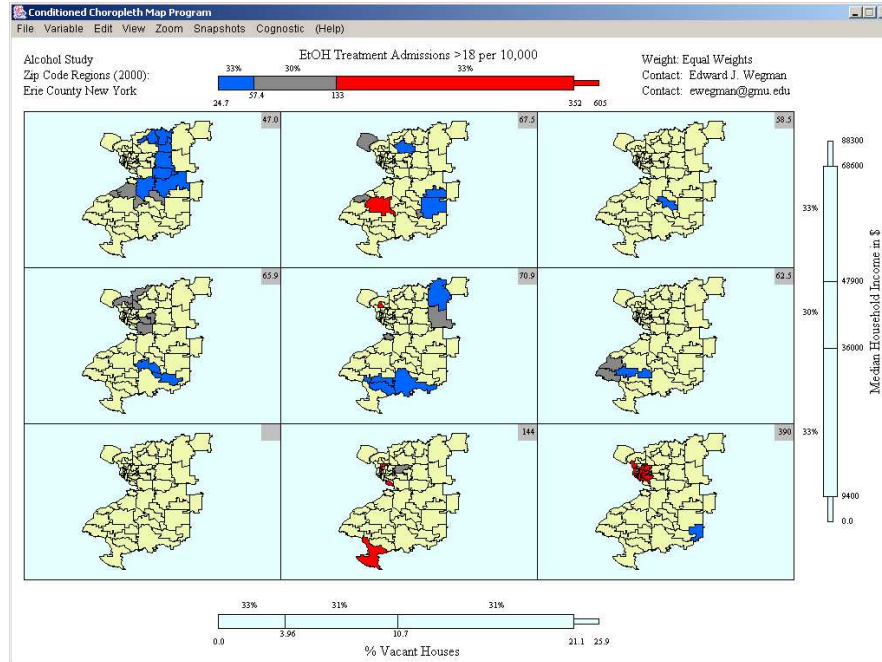 Conditioned Choropleth Map Program
File Variable Edit View Zoom Snapshots Cognostic (Help)
Alcohol Study
Zip Code Regions (2000):
Erie County New York
EtOH Treatment Admissions >18 per 10,000
33% 30% 33%
24.7 57.4 133 352 605
Weight: Equal Weights
Contact: Edward J. Wegman
Contact: ewegman@gmu.edu
47.0 67.5 58.5
65.9 70.9 62.5
144 390
88300
68600
33%
47900
30%
36000
33%
9400
0.0
Median Household Income in $
33% 31% 31%
0.0 3.96 10.7 21.1 25.9
% Vacant Houses